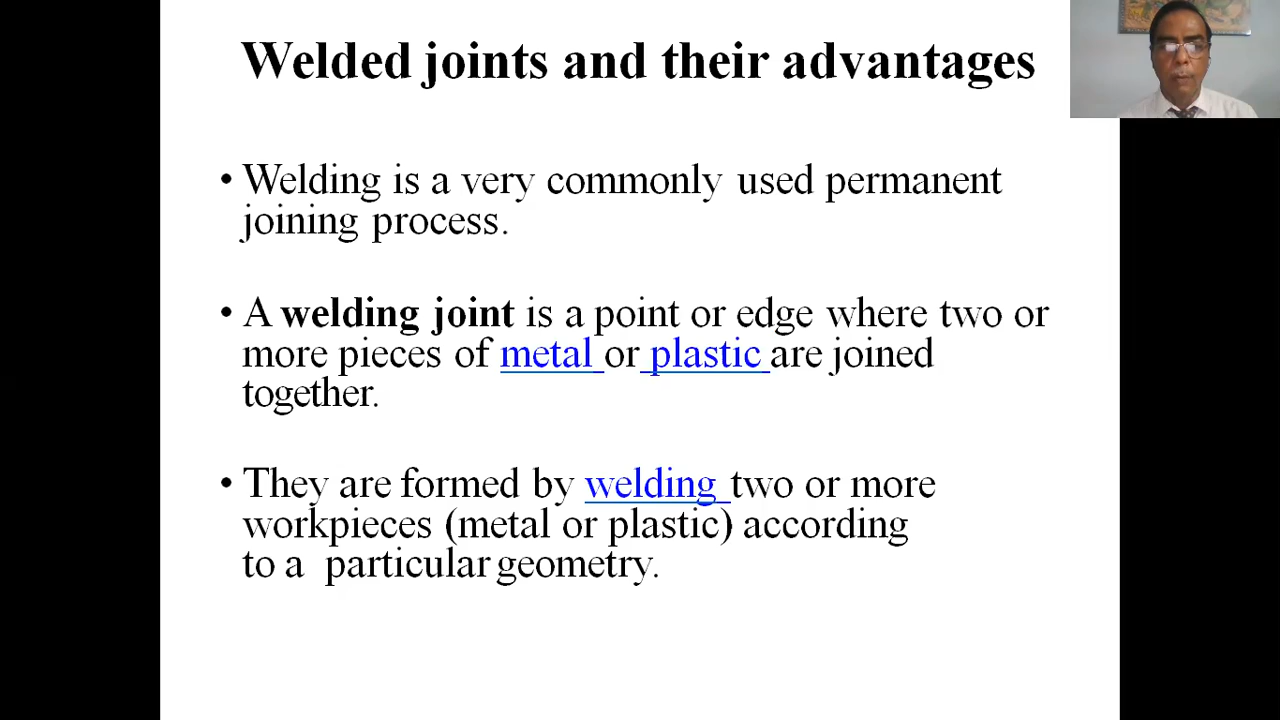 Welded joints and their advantages
• Welding is a very commonly used permanent
joining process.
• A welding joint is a point or edge where two or
more pieces of metal or plastic are joined
together.
• They are formed by welding two or more
workpieces (metal or plastic) according
to a particular geometry.